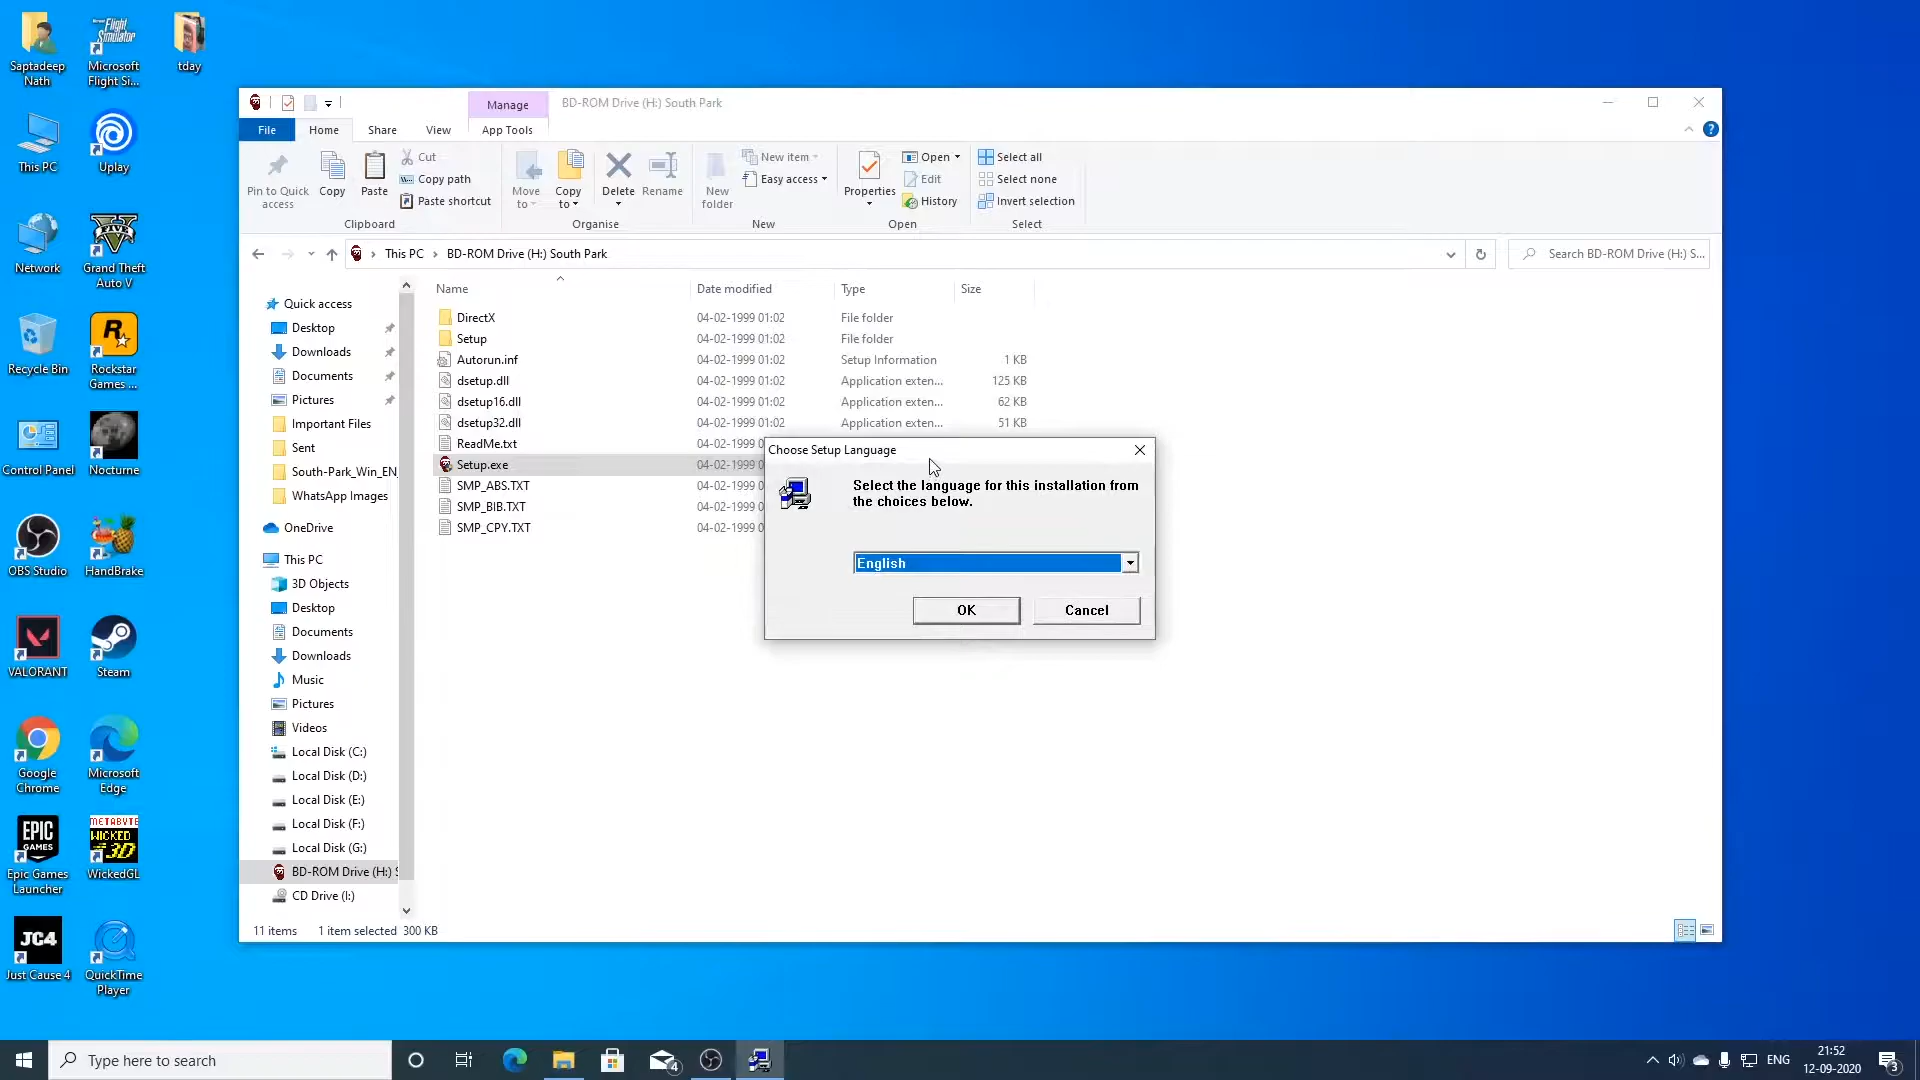 Saptadeep
Nath
Microsoft
Flight Si...
tday
This PC
Uplay
Network
Grand Theft
Auto V
Recycle Bin
Rockstar
Games ...
Control Panel
Nocturne
OBS Studio
HandBrake
VALORANT
Steam
Google
Chrome
Microsoft
Edge
EPIC
GAMES
Epic Games
Launcher
METABYTE
WICKED
3D
WickedGL
JC4
Just Cause 4
QuickTime
Player
Manage
BD-ROM Drive (H:) South Park
File
Home
Share
View
App Tools
Pin to Quick
access
Copy
Paste
Cut
Copy path
Paste shortcut
Clipboard
Move
to
Copy
to
Delete
Rename
Organise
New
folder
New item
Easy access
New
Properties
Open
Edit
History
Open
Select all
Select none
Invert selection
Select
This PC
BD-ROM Drive (H:) South Park
Search BD-ROM Drive (H:) S...
Quick access
Desktop
Downloads
Documents
Pictures
Important Files
Sent
South-Park_Win_EN
WhatsApp Images
OneDrive
This PC
3D Objects
Desktop
Documents
Downloads
Music
Pictures
Videos
Local Disk (C:)
Local Disk (D:)
Local Disk (E:)
Local Disk (F:)
Local Disk (G:)
BD-ROM Drive (H:) S
CD Drive (I:)
Name Date modified Type Size
DirectX 04-02-1999 01:02 File folder
Setup 04-02-1999 01:02 File folder
Autorun.inf 04-02-1999 01:02 Setup Information 1 KB
dsetup.dll 04-02-1999 01:02 Application exten... 125 KB
dsetup16.dll 04-02-1999 01:02 Application exten... 62 KB
dsetup32.dll 04-02-1999 01:02 Application exten... 51 KB
ReadMe.txt 04-02-1999 0
Setup.exe 04-02-1999 0
SMP_ABS.TXT 04-02-1999 0
SMP_BIB.TXT 04-02-1999 0
SMP_CPY.TXT 04-02-1999 0
Choose Setup Language
Select the language for this installation from
the choices below.
English
OK
Cancel
11 items 1 item selected 300 KB
Type here to search
4
ENG
21:52
12-09-2020
3